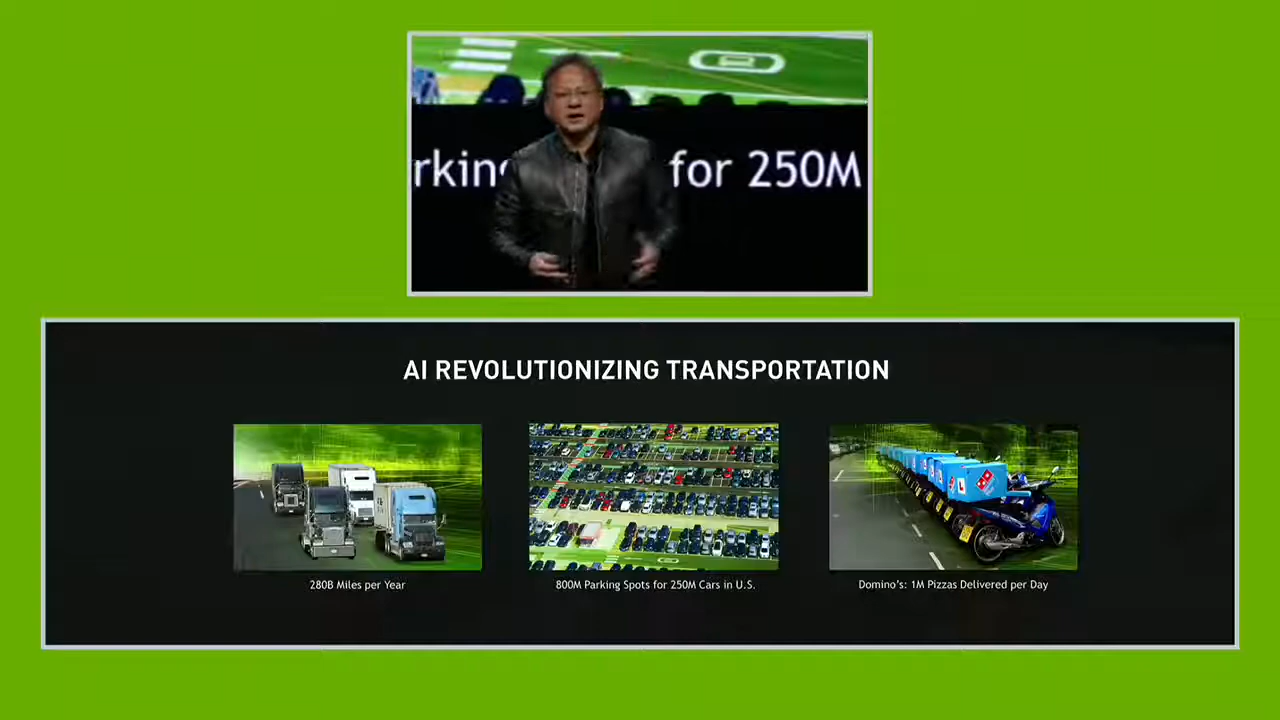 for 250M
AI REVOLUTIONIZING TRANSPORTATION
280B Miles per Year
800M Parking Spots for 250M Cars in U.S.
Domino's: 1M Pizzas Delivered per Day
L